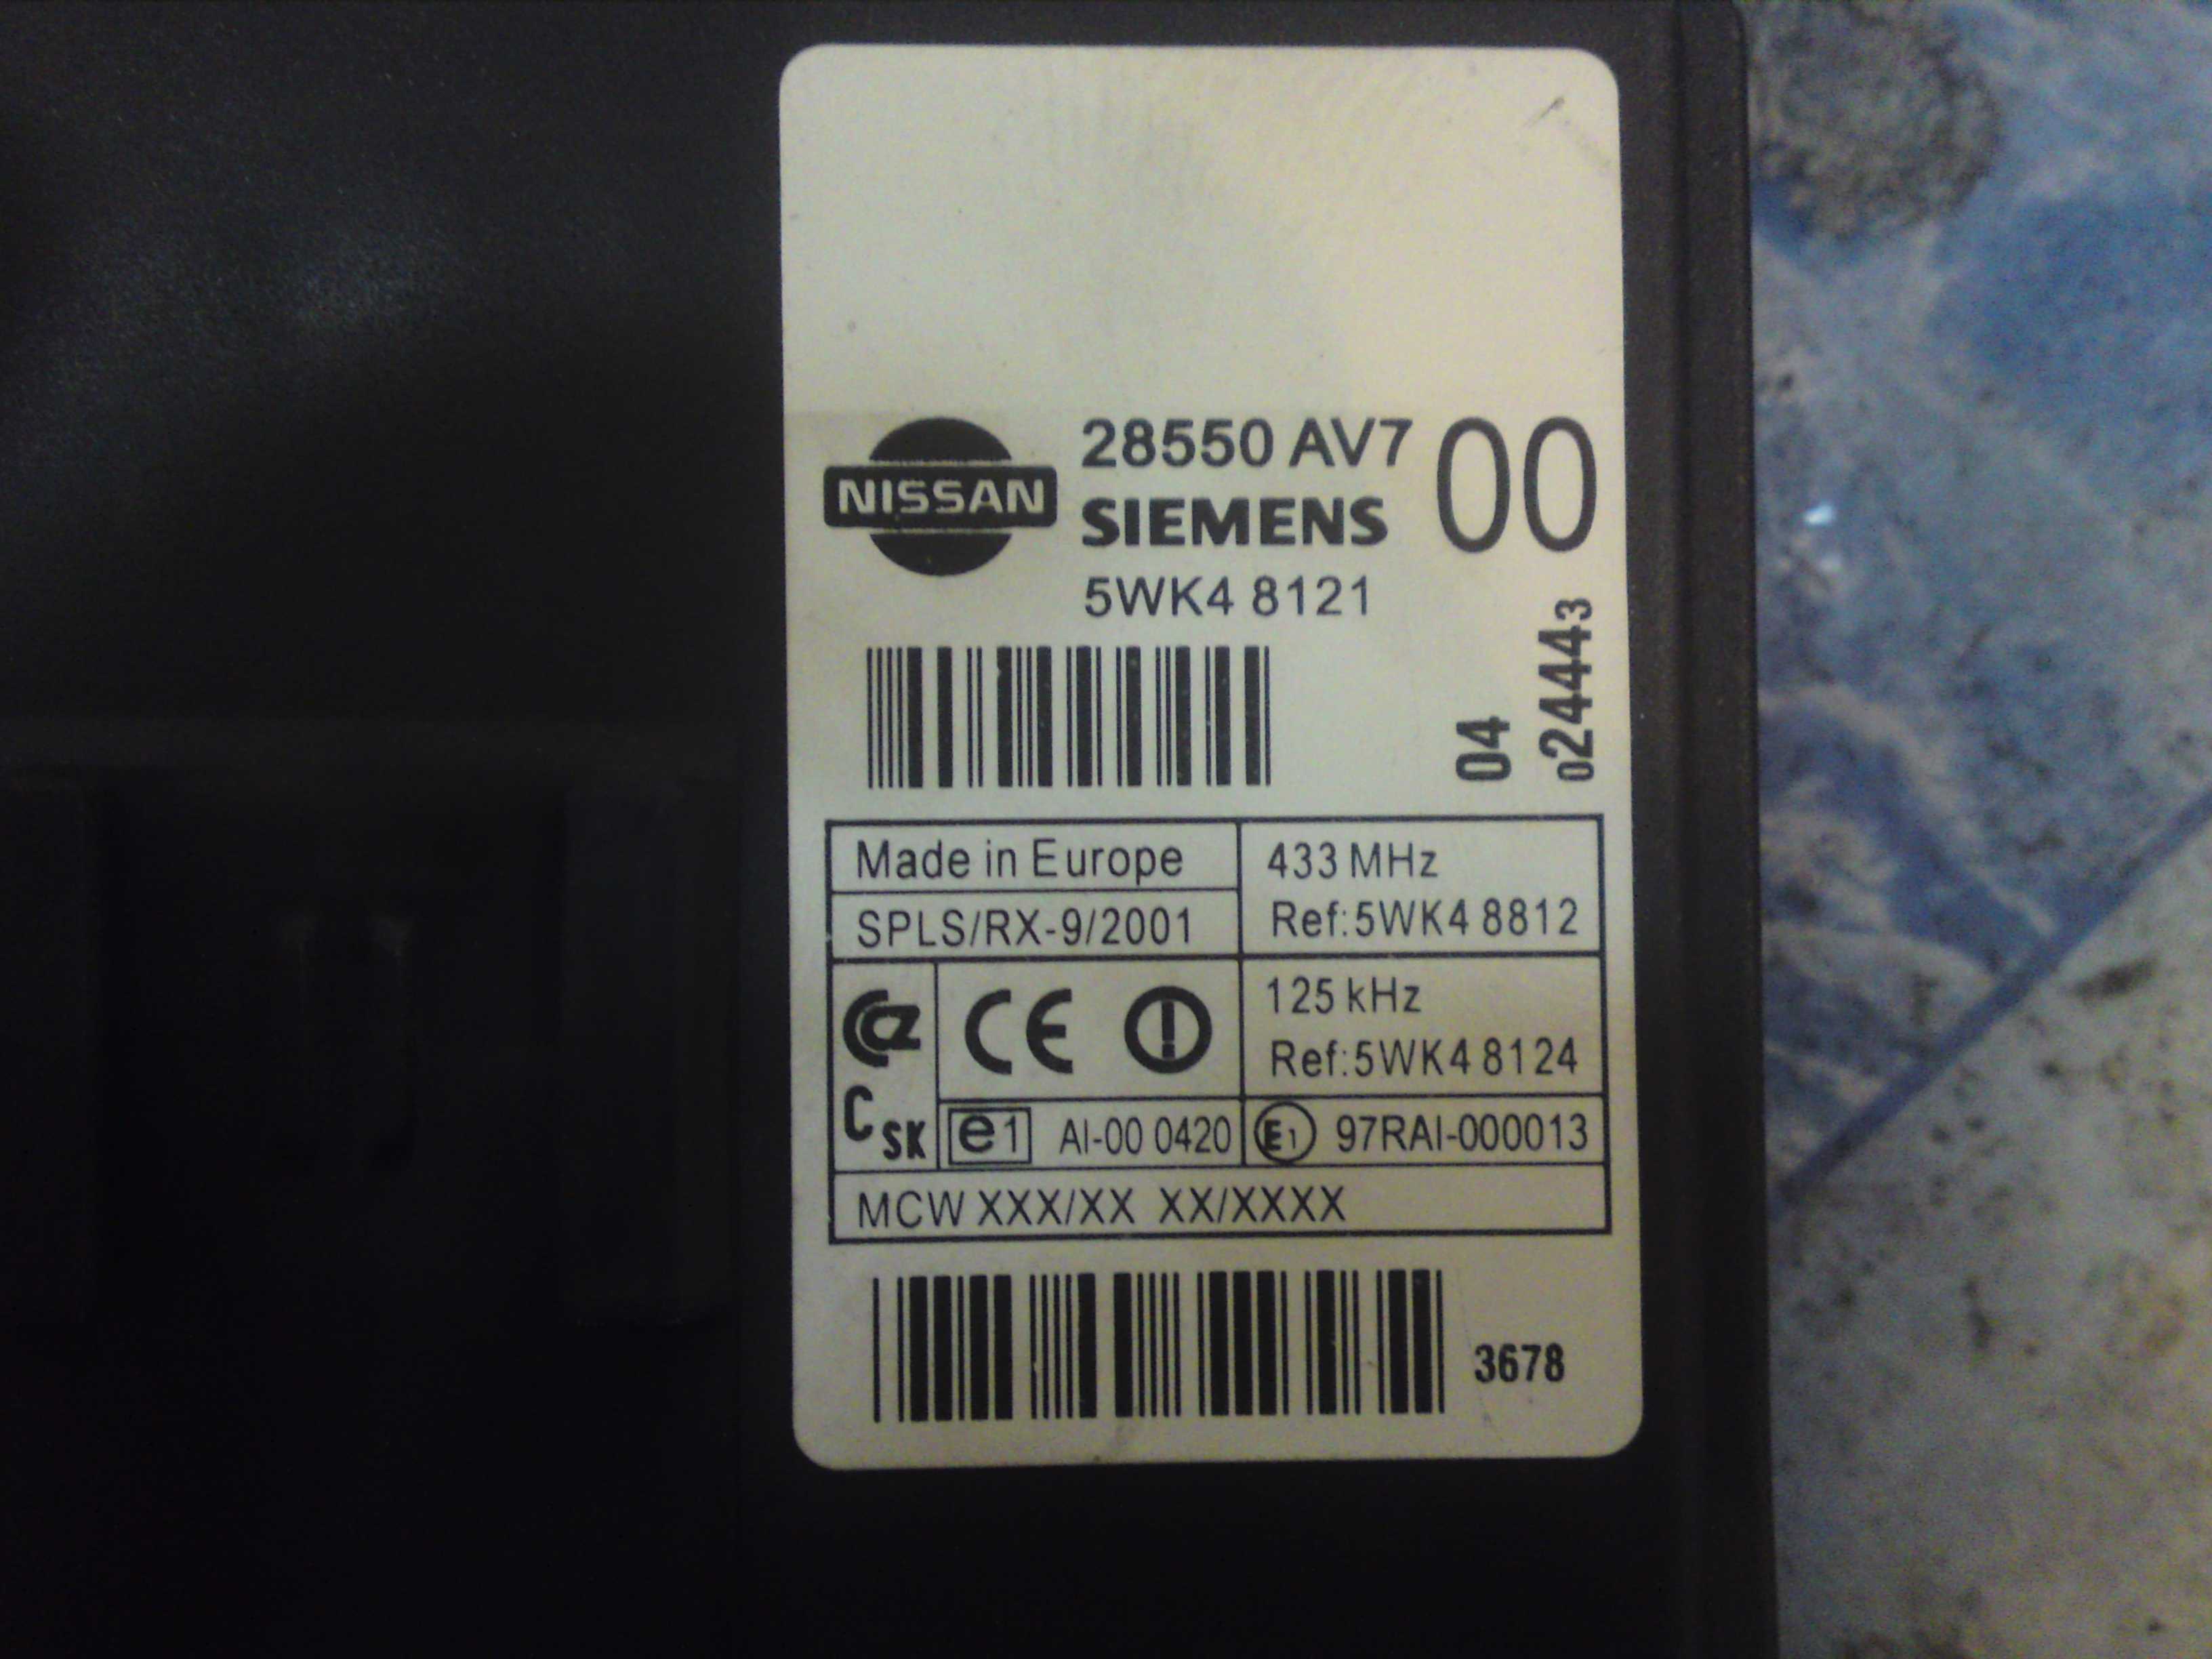 NISSAN
28550 AV7 00
SIEMENS
5WK4 8121
04
024443
Made in Europe
SPLS/RX-9/2001
433 MHz
Ref:5WK4 8812
125 kHz
Ref:5WK4 8124
CE
C SK
e1 AI-00 0420
E1 97RAI-000013
MCW XXX/XX XX/XXXX
3678